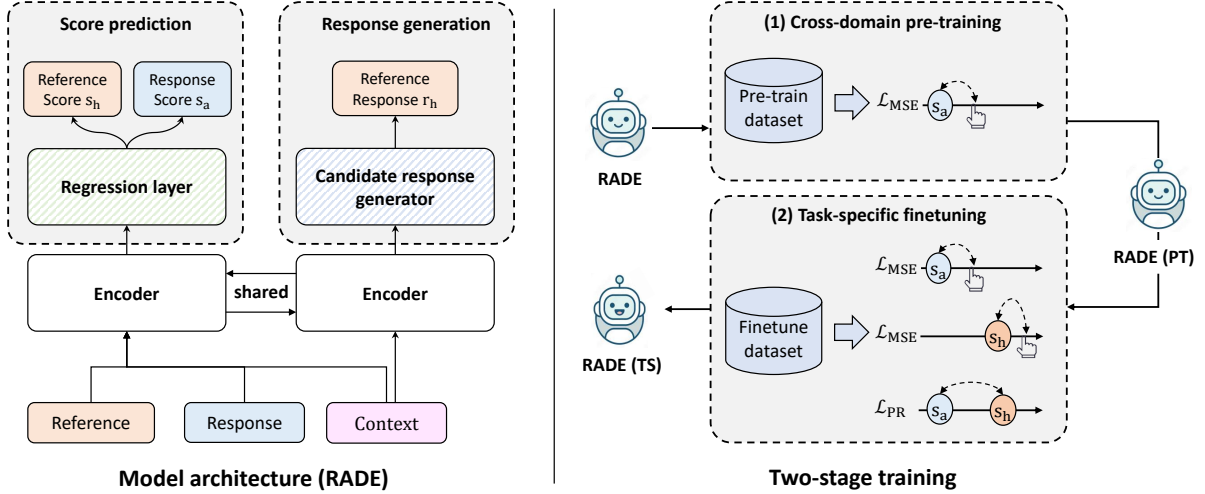 Score prediction
Reference
Score s_h
Response
Score s_a
Regression layer
Response generation
Reference
Response r_h
Candidate response
generator
Encoder
shared
Encoder
Reference
Response
Context
Model architecture (RADE)
(1) Cross-domain pre-training
RADE
Pre-train
dataset
ℒ_MSE
s_a
RADE (PT)
(2) Task-specific finetuning
RADE (TS)
Finetune
dataset
ℒ_MSE
s_a
ℒ_MSE
s_h
ℒ_PR
s_a
s_h
Two-stage training